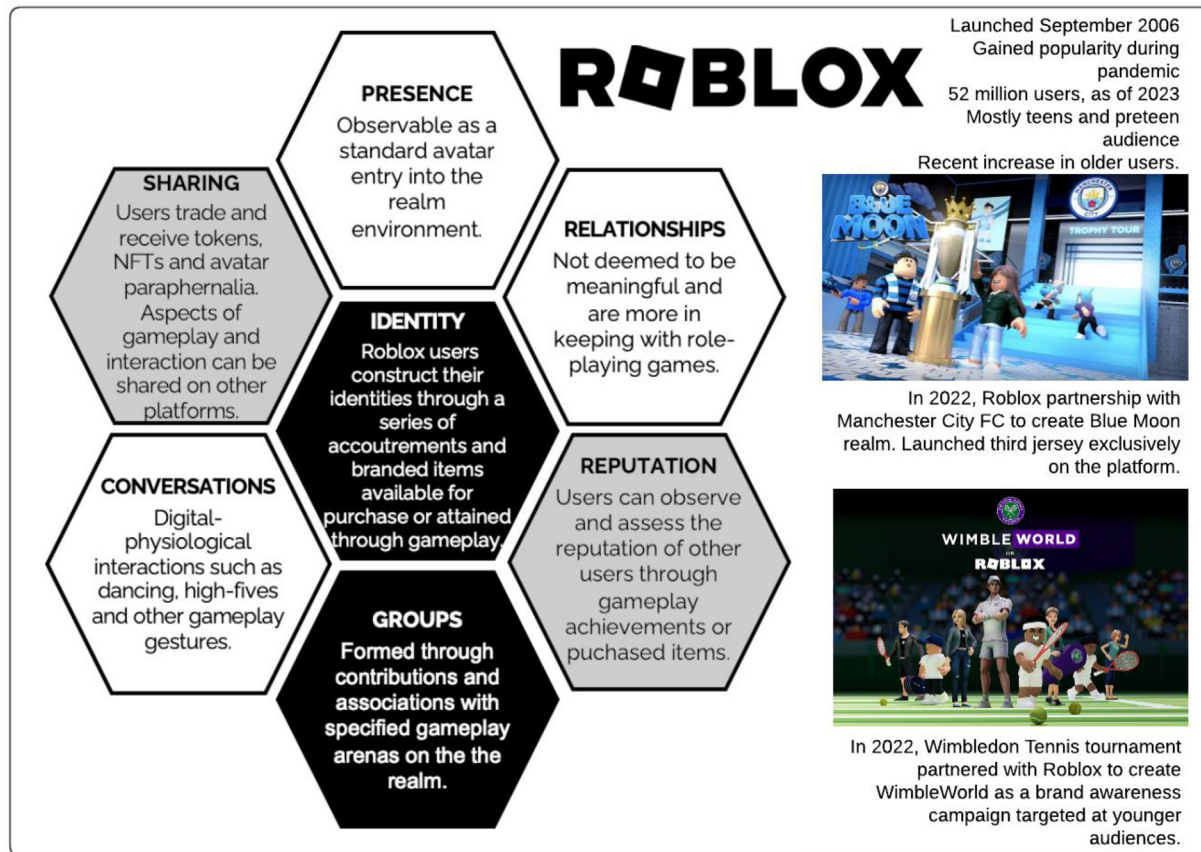 PRESENCE
Observable as a
standard avatar
entry into the
realm
environment.
SHARING
Users trade and
receive tokens,
NFTs and avatar
paraphernalia.
Aspects of
gameplay and
interaction can be
shared on other
platforms.
RELATIONSHIPS
Not deemed to be
meaningful and
are more in
keeping with role-
playing games.
IDENTITY
Roblox users
construct their
identities through a
series of
accoutrements and
branded items
available for
purchase or attained
through gameplay.
CONVERSATIONS
Digital-
physiological
interactions such as
dancing, high-fives
and other gameplay
gestures.
REPUTATION
Users can observe
and assess the
reputation of other
users through
gameplay
achievements or
puchased items.
GROUPS
Formed through
contributions and
associations with
specified gameplay
arenas on the the
realm.
ROBLOX
Launched September 2006
Gained popularity during
pandemic
52 million users, as of 2023
Mostly teens and preteen
audience
Recent increase in older users.
BLUE
MOON
MANCHESTER
CITY
TROPHY TOUR
In 2022, Roblox partnership with
Manchester City FC to create Blue Moon
realm. Launched third jersey exclusively
on the platform.
WIMBLEWORLD
ON
ROBLOX
In 2022, Wimbledon Tennis tournament
partnered with Roblox to create
WimbleWorld as a brand awareness
campaign targeted at younger
audiences.